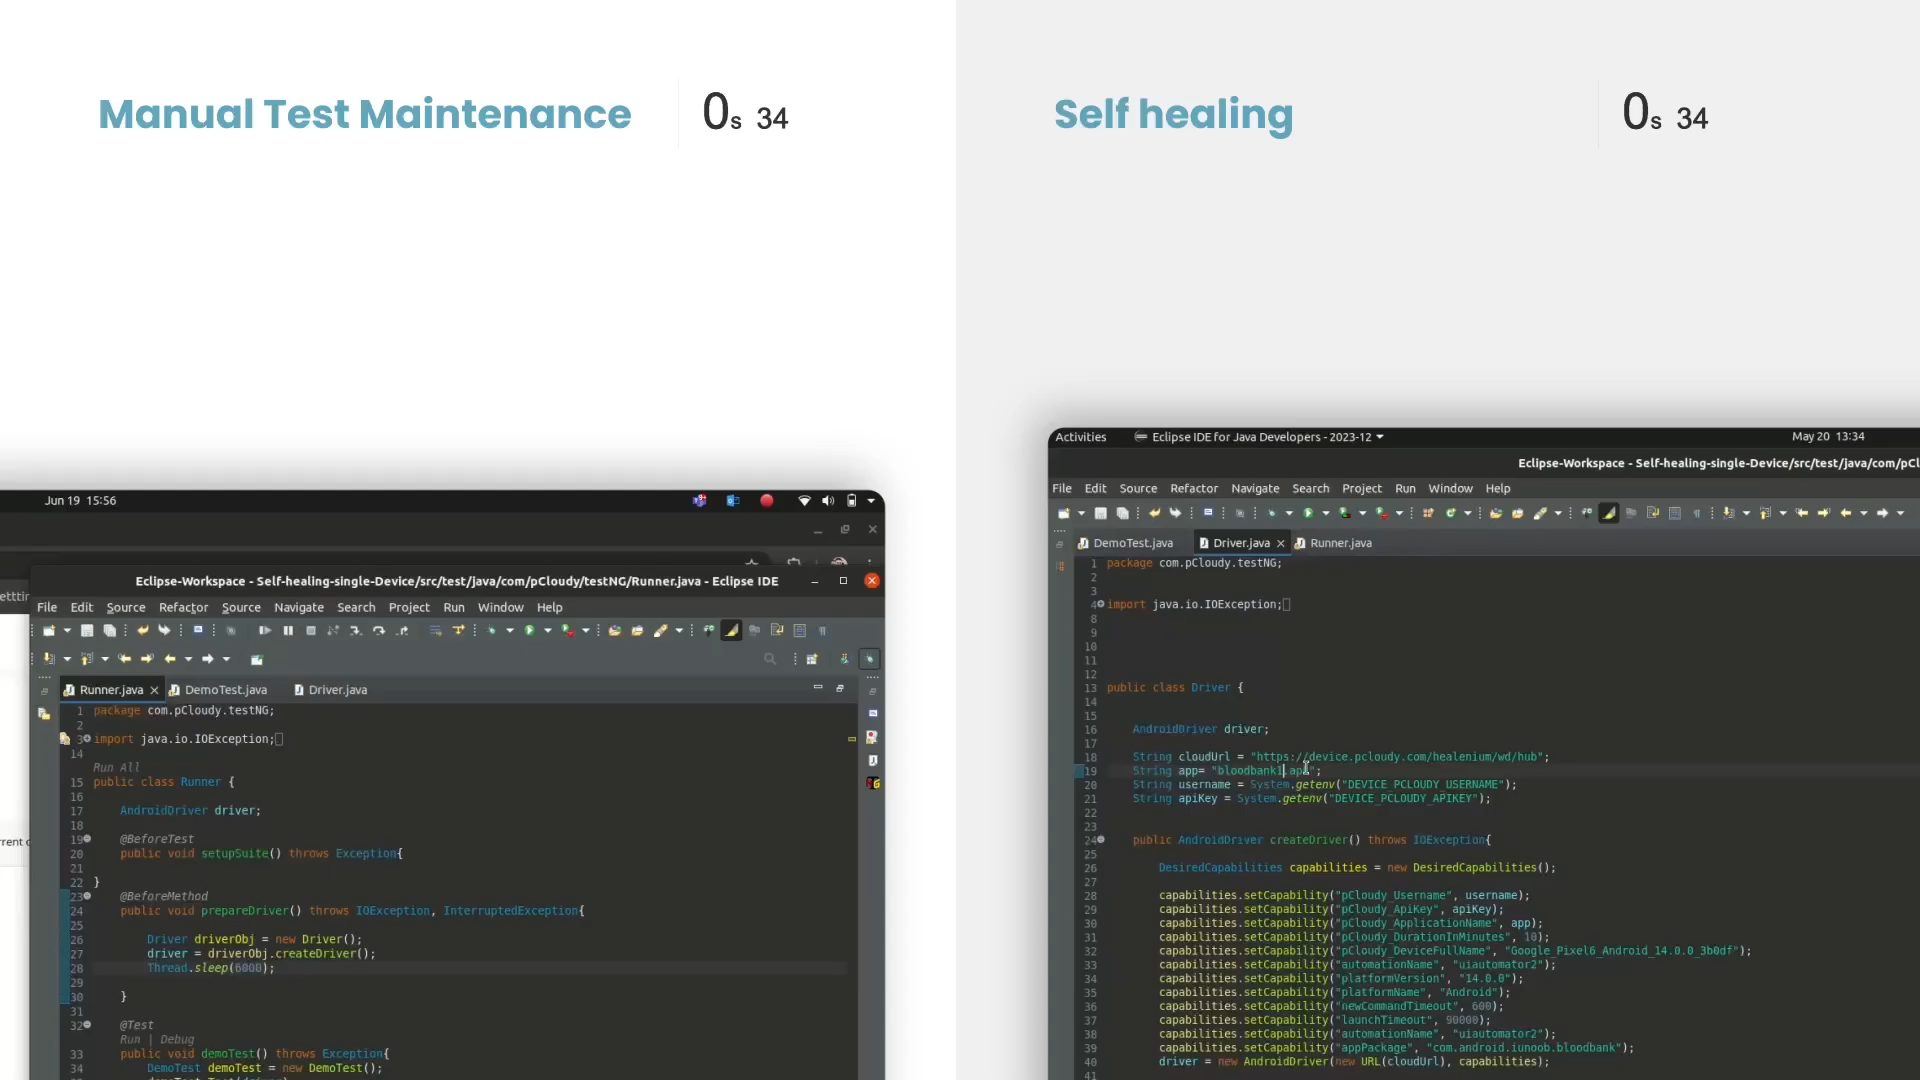 Manual Test Maintenance
0s 34
Self healing
0s 34
Jun 19 15:56
Eclipse-Workspace - Self-healing-single-Device/src/test/java/com/pCloudy/testNG/Runner.java - Eclipse IDE
File Edit Source Refactor Source Navigate Search Project Run Window Help
Runner.java
DemoTest.java
Driver.java
1 package com.pCloudy.testNG;
2
3 import java.io.IOException;
14
Run All
15 public class Runner {
16
17 AndroidDriver driver;
18
19 @BeforeTest
20 public void setupSuite() throws Exception{
21
22 }
23 @BeforeMethod
24 public void prepareDriver() throws IOException, InterruptedException{
25
26 Driver driverObj = new Driver();
27 driver = driverObj.createDriver();
28 Thread.sleep(6000);
29
30 }
31
32 @Test
Run | Debug
33 public void demoTest() throws Exception{
34 DemoTest demoTest = new DemoTest();
Activities
Eclipse IDE for Java Developers - 2023-12
May 20 13:34
Eclipse-Workspace - Self-healing-single-Device/src/test/java/com/pCl
File Edit Source Refactor Navigate Search Project Run Window Help
DemoTest.java
Driver.java
Runner.java
1 package com.pCloudy.testNG;
2
3
4 import java.io.IOException;
8
9
10
11
12
13 public class Driver {
14
15
16 AndroidDriver driver;
17
18 String cloudUrl = "https://device.pcloudy.com/healenium/wd/hub";
19 String app= "bloodbank1.ap";
20 String username = System.getenv("DEVICE_PCLOUDY_USERNAME");
21 String apiKey = System.getenv("DEVICE_PCLOUDY_APIKEY");
22
23
24 public AndroidDriver createDriver() throws IOException{
25
26 DesiredCapabilities capabilities = new DesiredCapabilities();
27
28 capabilities.setCapability("pCloudy_Username", username);
29 capabilities.setCapability("pCloudy_ApiKey", apiKey);
30 capabilities.setCapability("pCloudy_ApplicationName", app);
31 capabilities.setCapability("pCloudy_DurationInMinutes", 10);
32 capabilities.setCapability("pCloudy_DeviceFullName", "Google_Pixel6_Android_14.0.0_3b0df");
33 capabilities.setCapability("automationName", "uiautomator2");
34 capabilities.setCapability("platformVersion", "14.0.0");
35 capabilities.setCapability("platformName", "Android");
36 capabilities.setCapability("newCommandTimeout", 600);
37 capabilities.setCapability("launchTimeout", 90000);
38 capabilities.setCapability("automationName", "uiautomator2");
39 capabilities.setCapability("appPackage", "com.android.iunoob.bloodbank");
40 driver = new AndroidDriver(new URL(cloudUrl), capabilities);
41